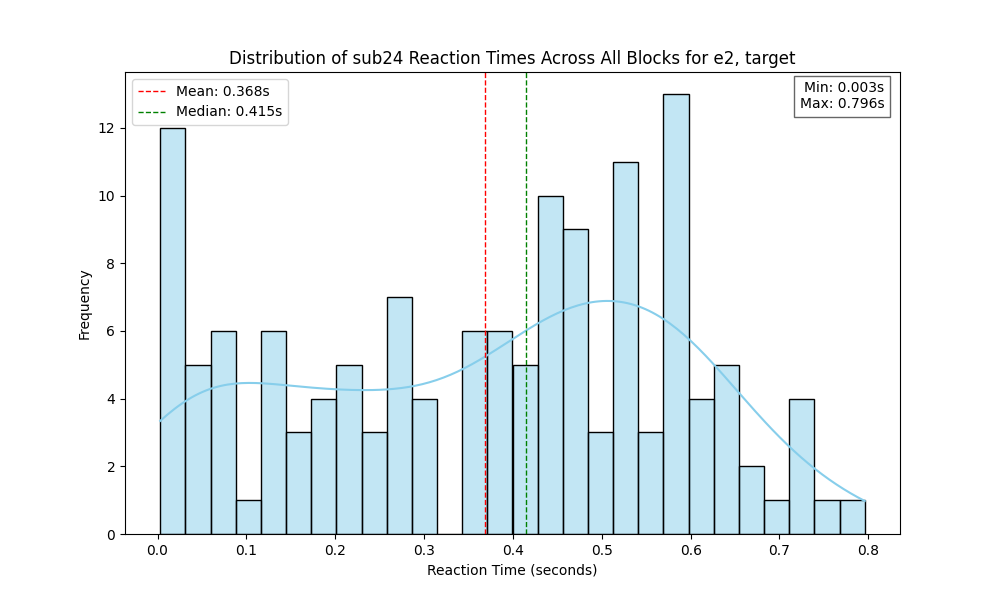 Distribution of sub24 Reaction Times Across All Blocks for e2, target
Mean: 0.368s
Median: 0.415s
Min: 0.003s
Max: 0.796s
Frequency
12
10
8
6
4
2
0
0.0 0.1 0.2 0.3 0.4 0.5 0.6 0.7 0.8
Reaction Time (seconds)